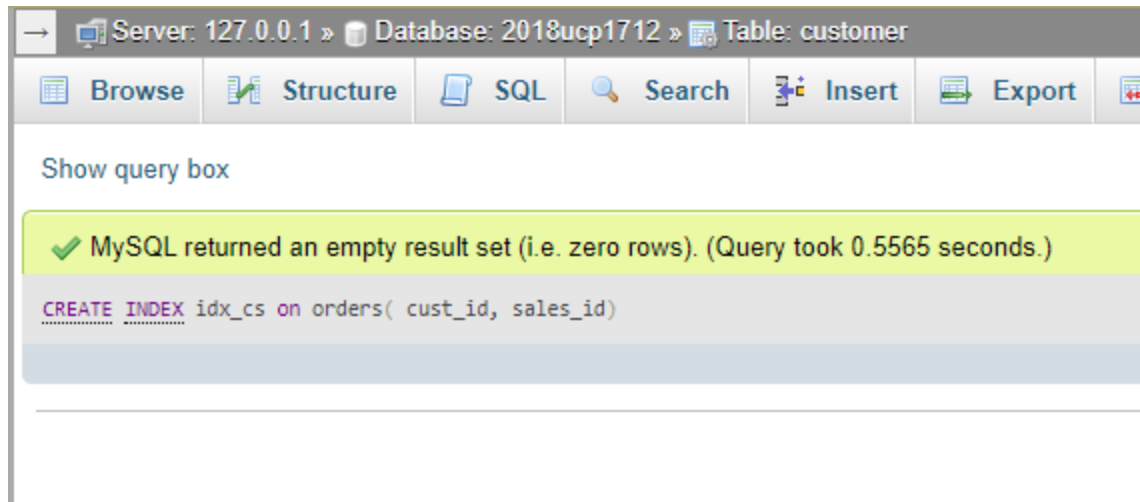 → Server: 127.0.0.1 » Database: 2018ucp1712 » Table: customer
Browse Structure SQL Search Insert Export
Show query box
MySQL returned an empty result set (i.e. zero rows). (Query took 0.5565 seconds.)
CREATE INDEX idx_cs on orders( cust_id, sales_id)